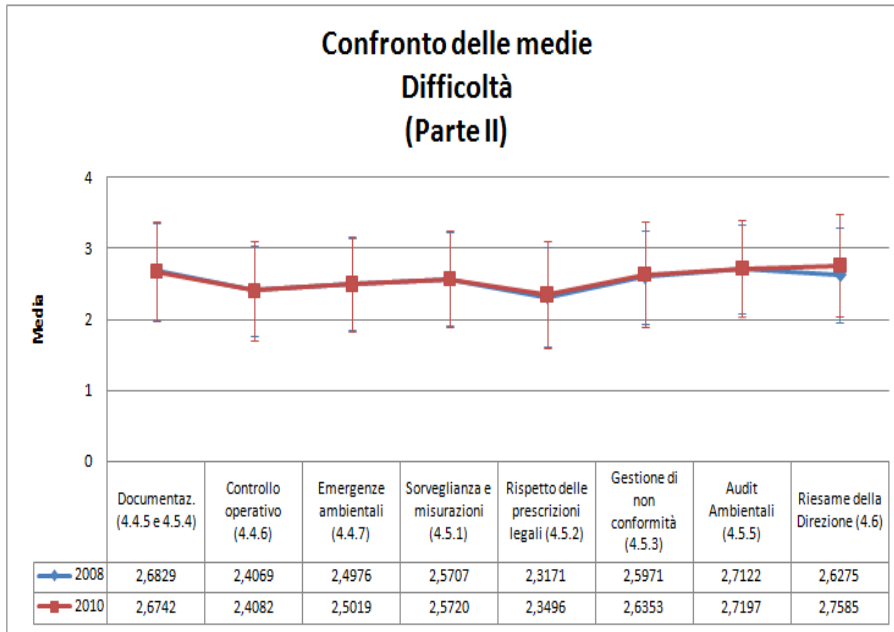 Confronto delle medie
Difficoltà
(Parte II)
4
3
2
1
0
Media
Documentaz.
(4.4.5 e 4.5.4)
Controllo
operativo
(4.4.6)
Emergenze
ambientali
(4.4.7)
Sorveglianza e
misurazioni
(4.5.1)
Rispetto delle
prescrizioni
legali (4.5.2)
Gestione di
non
conformità
(4.5.3)
Audit
Ambientali
(4.5.5)
Riesame della
Direzione (4.6)
2008 2,6829 2,4069 2,4976 2,5707 2,3171 2,5971 2,7122 2,6275
2010 2,6742 2,4082 2,5019 2,5720 2,3496 2,6353 2,7197 2,7585